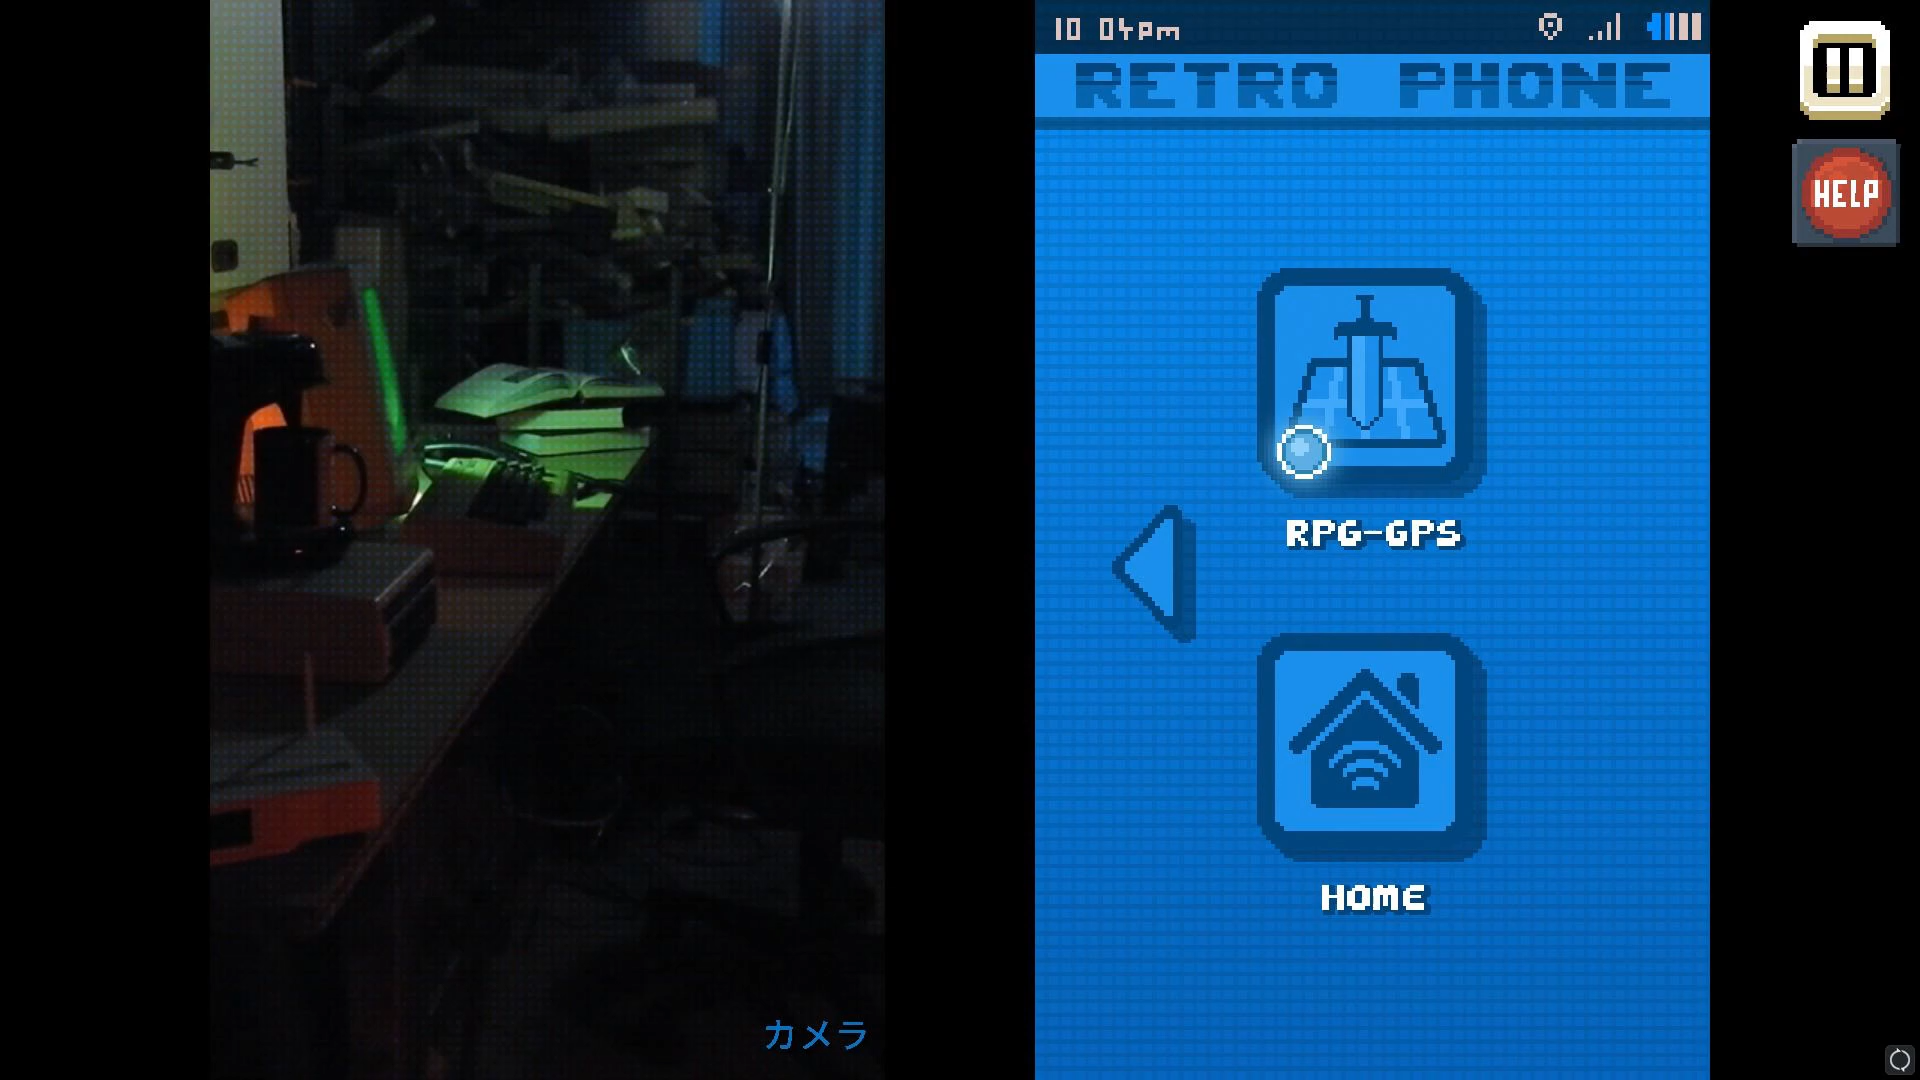 10 04pm
RETRO PHONE
HELP
RPG-GPS
HOME
カメラ